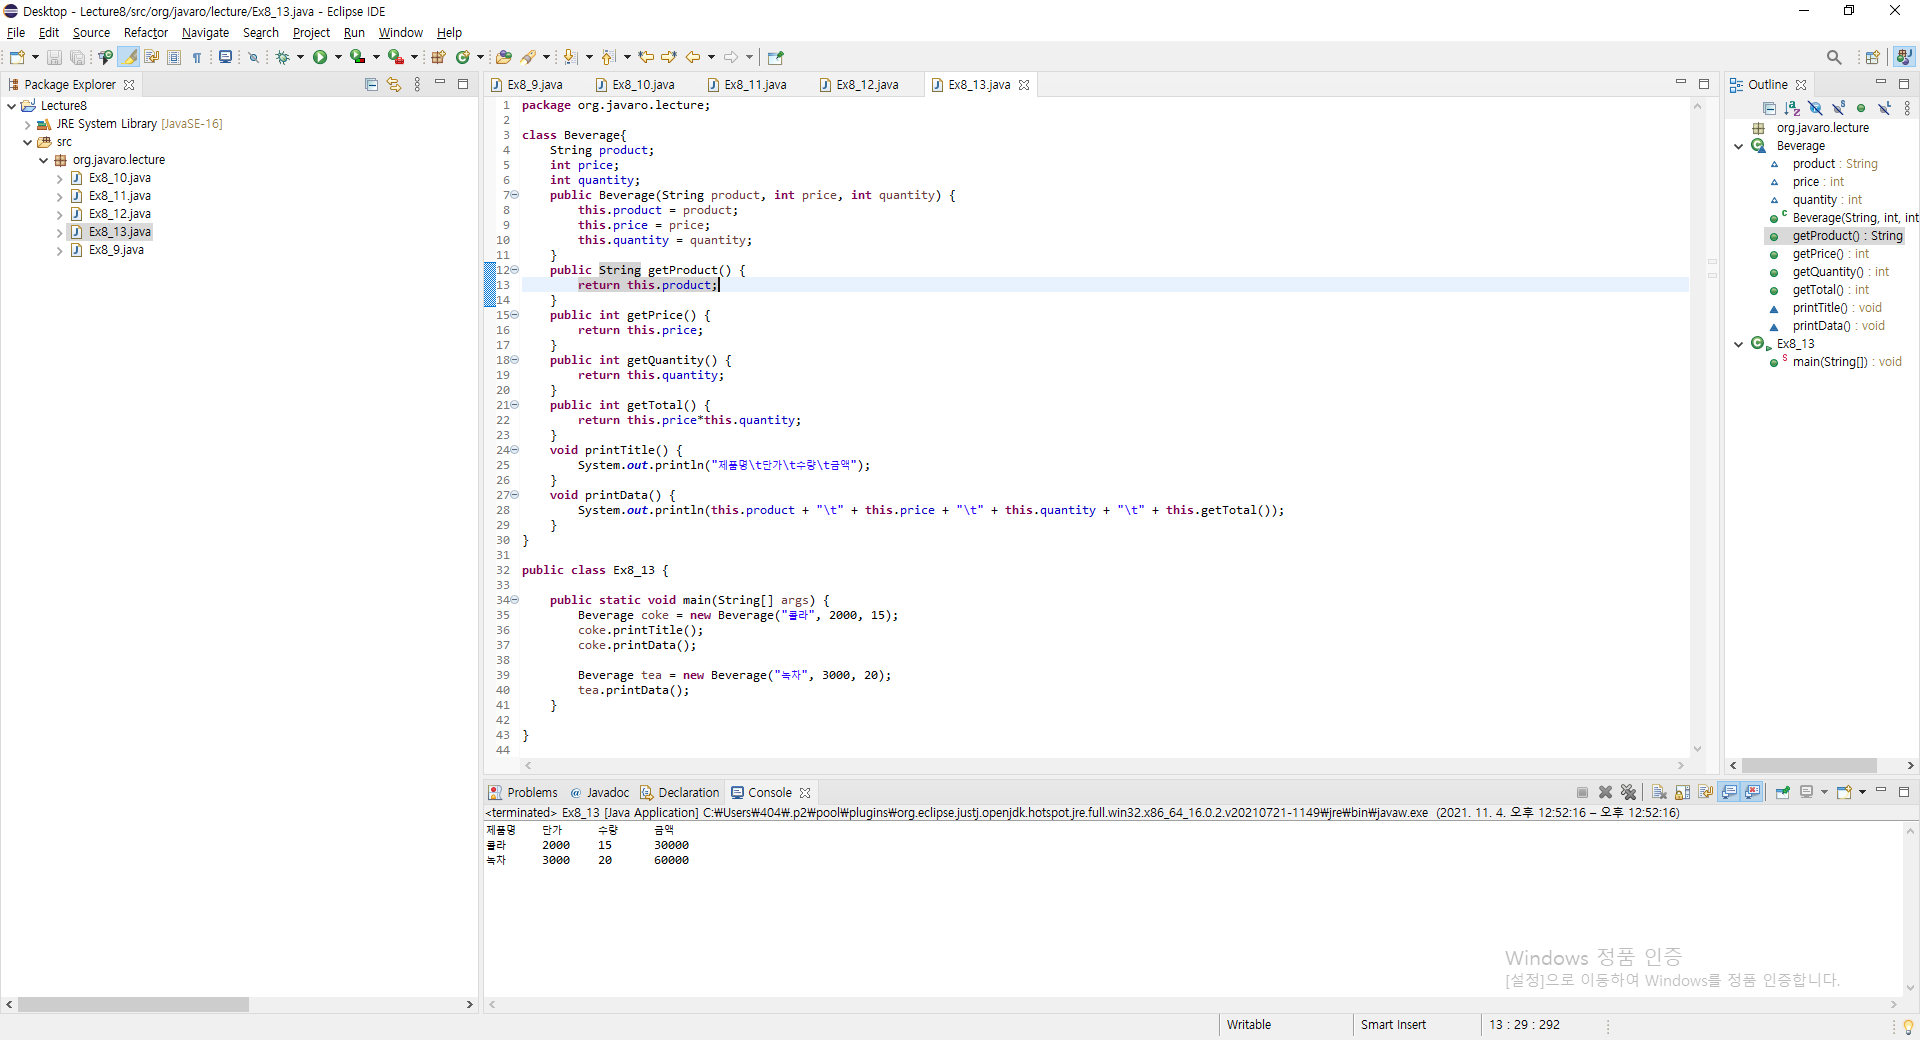 Desktop - Lecture8/src/org/javaro/lecture/Ex8_13.java - Eclipse IDE
File Edit Source Refactor Navigate Search Project Run Window Help
Package Explorer
Lecture8
JRE System Library [JavaSE-16]
src
org.javaro.lecture
Ex8_10.java
Ex8_11.java
Ex8_12.java
Ex8_13.java
Ex8_9.java
Ex8_9.java Ex8_10.java Ex8_11.java Ex8_12.java Ex8_13.java
1 package org.javaro.lecture;
2
3 class Beverage{
4 String product;
5 int price;
6 int quantity;
7 public Beverage(String product, int price, int quantity) {
8 this.product = product;
9 this.price = price;
10 this.quantity = quantity;
11 }
12 public String getProduct() {
13 return this.product;
14 }
15 public int getPrice() {
16 return this.price;
17 }
18 public int getQuantity() {
19 return this.quantity;
20 }
21 public int getTotal() {
22 return this.price*this.quantity;
23 }
24 void printTitle() {
25 System.out.println("제품명\t단가\t수량\t금액");
26 }
27 void printData() {
28 System.out.println(this.product + "\t" + this.price + "\t" + this.quantity + "\t" + this.getTotal());
29 }
30 }
31
32 public class Ex8_13 {
33
34 public static void main(String[] args) {
35 Beverage coke = new Beverage("콜라", 2000, 15);
36 coke.printTitle();
37 coke.printData();
38
39 Beverage tea = new Beverage("녹차", 3000, 20);
40 tea.printData();
41 }
42
43 }
44
Outline
org.javaro.lecture
Beverage
product : String
price : int
quantity : int
Beverage(String, int, int
getProduct() : String
getPrice() : int
getQuantity() : int
getTotal() : int
printTitle() : void
printData() : void
Ex8_13
main(String[]) : void
Problems @ Javadoc Declaration Console
<terminated> Ex8_13 [Java Application] C:₩Users₩404₩.p2₩pool₩plugins₩org.eclipse.justj.openjdk.hotspot.jre.full.win32.x86_64_16.0.2.v20210721-1149₩jre₩bin₩javaw.exe (2021. 11. 4. 오후 12:52:16 – 오후 12:52:16)
제품명 단가 수량 금액
콜라 2000 15 30000
녹차 3000 20 60000
Windows 정품 인증
[설정]으로 이동하여 Windows를 정품 인증합니다.
Writable Smart Insert 13 : 29 : 292